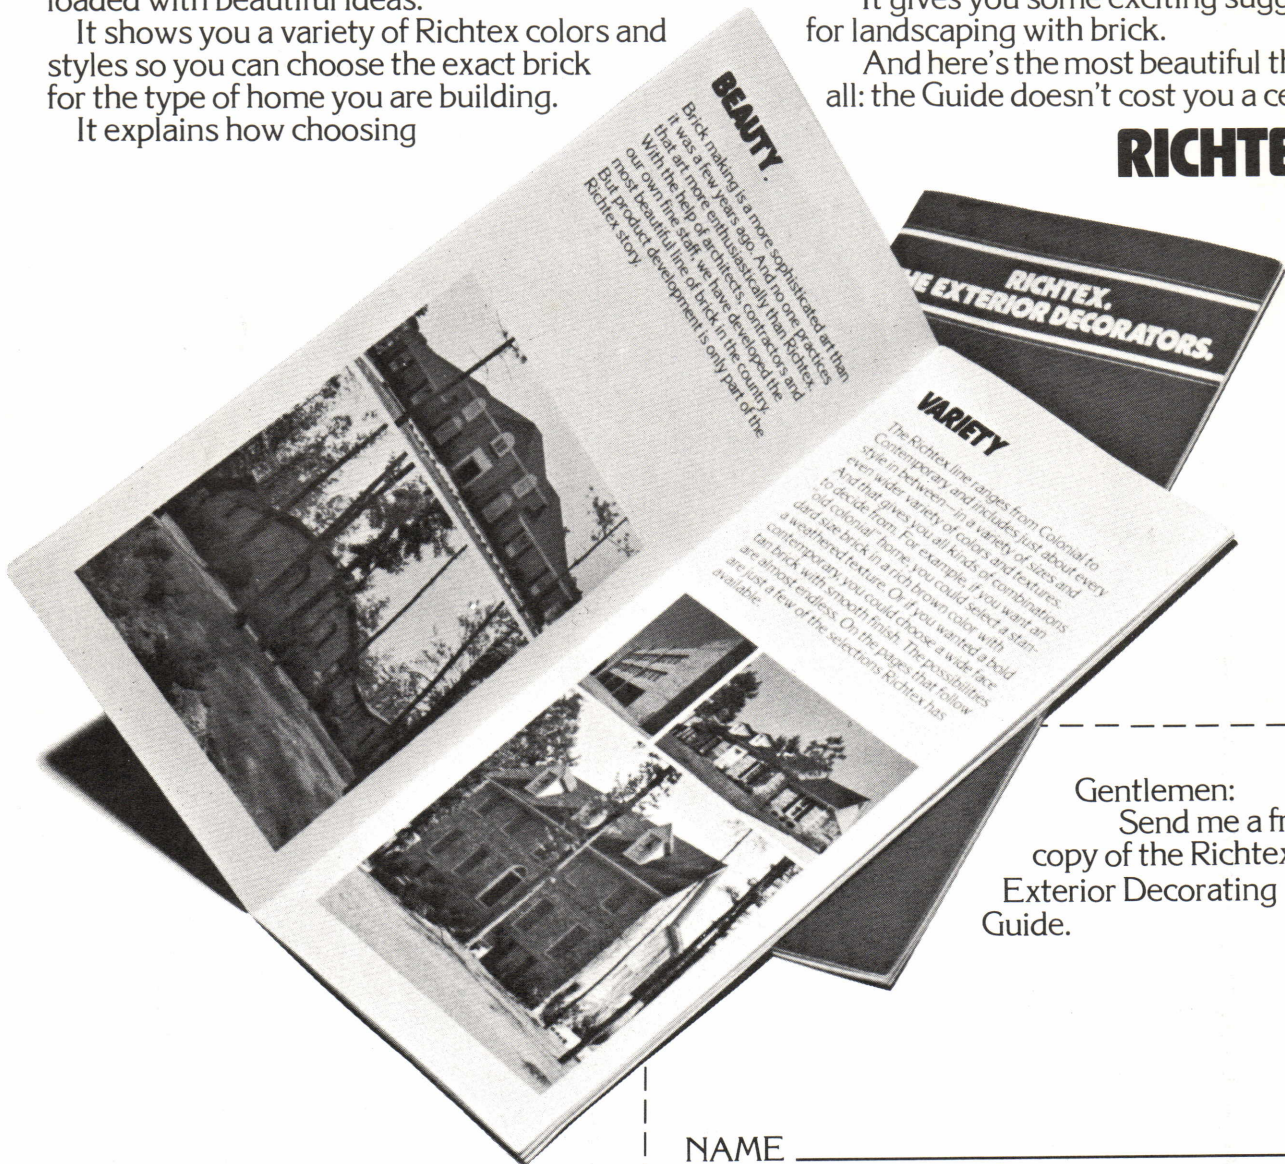 loaded with beautiful ideas.
It shows you a variety of Richtex colors and
styles so you can choose the exact brick
for the type of home you are building.
It explains how choosing
It gives you some exciting
for landscaping with brick.
And here's the most beautiful
all: the Guide doesn't cost you a
BEAUTY.
Brick making is a more sophisticated art than
it was a few years ago. And no one practices
that art more enthusiastically than Richtex.
With the help of architects, contractors and
our own fine staff, we have developed the
most beautiful line of brick in the country.
But product development is only part of the
Richtex story.
RICHTEX,
EXTERIOR DECORATORS.
VARIETY
The Richtex line ranges from Colonial to
Contemporary and includes just about every
style in between—in a variety of sizes and
even wider variety of colors and textures.
And that gives you all kinds of combinations
to decide from. For example, if you want an
"old colonial" home, you could select a stan-
dard size brick in a rich brown color with
a weathered texture. Or if you wanted a bold
contemporary, you could choose a wide face
tan brick with smooth finish. The possibilities
are almost endless. On the pages that follow
are just a few of the selections Richtex has
available.
Gentlemen:
Send me a
copy of the Richtex
Exterior Decorating
Guide.
NAME